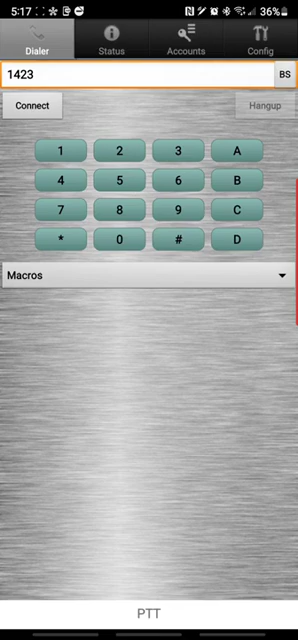 5:17 36%
Dialer Status Accounts Config
1423 BS
Connect Hangup
1 2 3 A
4 5 6 B
7 8 9 C
* 0 # D
Macros
PTT